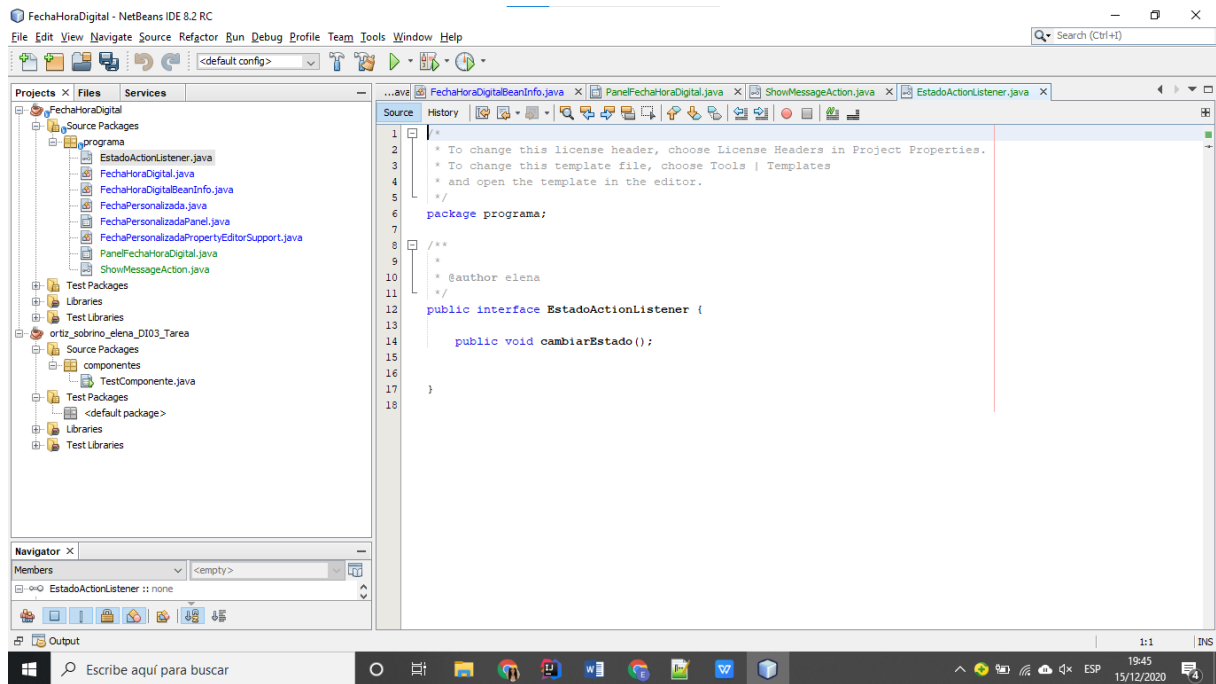 FechaHoraDigital - NetBeans IDE 8.2 RC
File Edit View Navigate Source Refactor Run Debug Profile Team Tools Window Help
Search (Ctrl+I)
<default config>
Projects Files Services
...ava FechaHoraDigitalBeanInfo.java PanelFechaHoraDigital.java ShowMessageAction.java EstadoActionListener.java
Source History
FechaHoraDigital
Source Packages
programa
EstadoActionListener.java
FechaHoraDigital.java
FechaHoraDigitalBeanInfo.java
FechaPersonalizada.java
FechaPersonalizadaPanel.java
FechaPersonalizadaPropertyEditorSupport.java
PanelFechaHoraDigital.java
ShowMessageAction.java
Test Packages
Libraries
Test Libraries
ortiz_sobrino_elena_DI03_Tarea
Source Packages
componentes
TestComponente.java
Test Packages
<default package>
Libraries
Test Libraries
1 /*
2 * To change this license header, choose License Headers in Project Properties.
3 * To change this template file, choose Tools | Templates
4 * and open the template in the editor.
5 */
6 package programa;
7
8 /**
9 *
10 * @author elena
11 */
12 public interface EstadoActionListener {
13
14 public void cambiarEstado();
15
16
17 }
18
Navigator
Members <empty>
EstadoActionListener :: none
Output
1:1 INS
Escribe aquí para buscar
ESP
19:45
15/12/2020
4